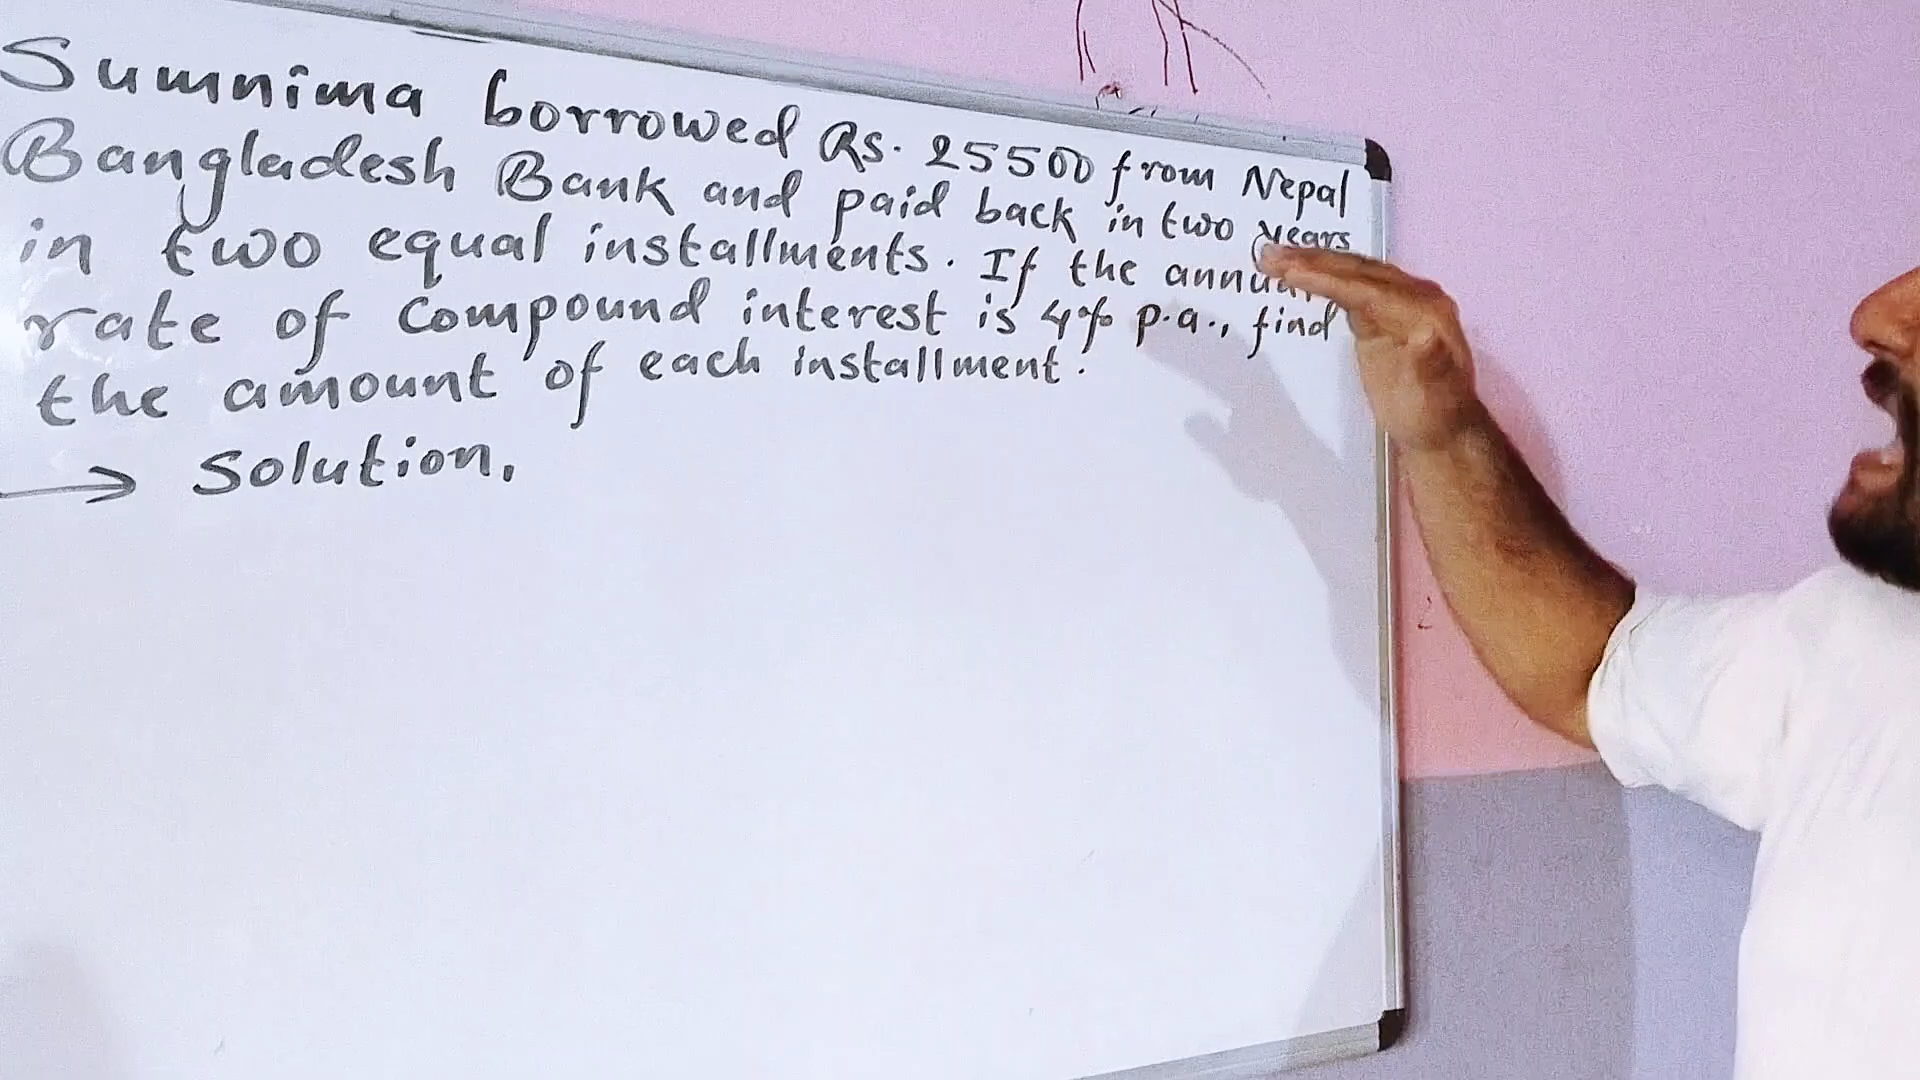 Sumnima borrowed Rs. 25500 from Nepal
Bangladesh Bank and paid back in two years
in two equal installments. If the annual
rate of compound interest is 4% p.a., find
the amount of each installment.
→ Solution,